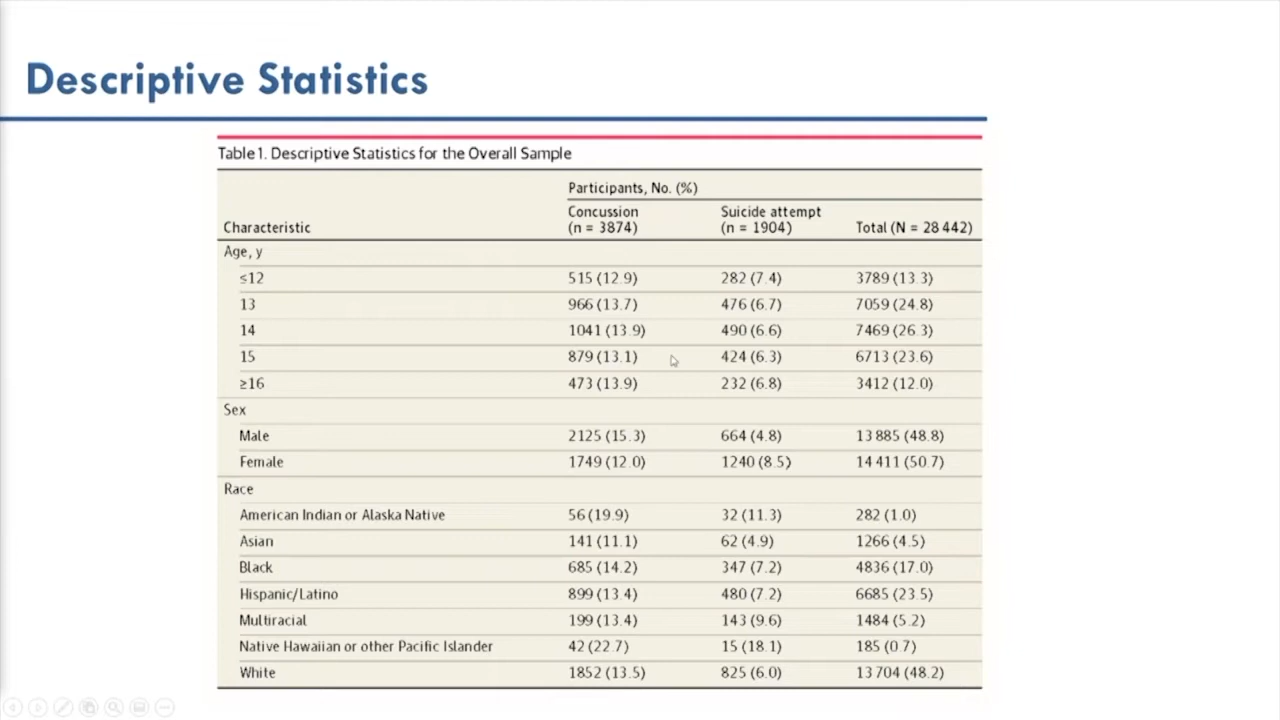 Descriptive Statistics
Table 1. Descriptive Statistics for the Overall Sample
Participants, No. (%)
Characteristic Concussion (n = 3874) Suicide attempt (n = 1904) Total (N = 28 442)
Age, y
≤12 515 (12.9) 282 (7.4) 3789 (13.3)
13 966 (13.7) 476 (6.7) 7059 (24.8)
14 1041 (13.9) 490 (6.6) 7469 (26.3)
15 879 (13.1) 424 (6.3) 6713 (23.6)
≥16 473 (13.9) 232 (6.8) 3412 (12.0)
Sex
Male 2125 (15.3) 664 (4.8) 13 885 (48.8)
Female 1749 (12.0) 1240 (8.5) 14 411 (50.7)
Race
American Indian or Alaska Native 56 (19.9) 32 (11.3) 282 (1.0)
Asian 141 (11.1) 62 (4.9) 1266 (4.5)
Black 685 (14.2) 347 (7.2) 4836 (17.0)
Hispanic/Latino 899 (13.4) 480 (7.2) 6685 (23.5)
Multiracial 199 (13.4) 143 (9.6) 1484 (5.2)
Native Hawaiian or other Pacific Islander 42 (22.7) 15 (18.1) 185 (0.7)
White 1852 (13.5) 825 (6.0) 13 704 (48.2)